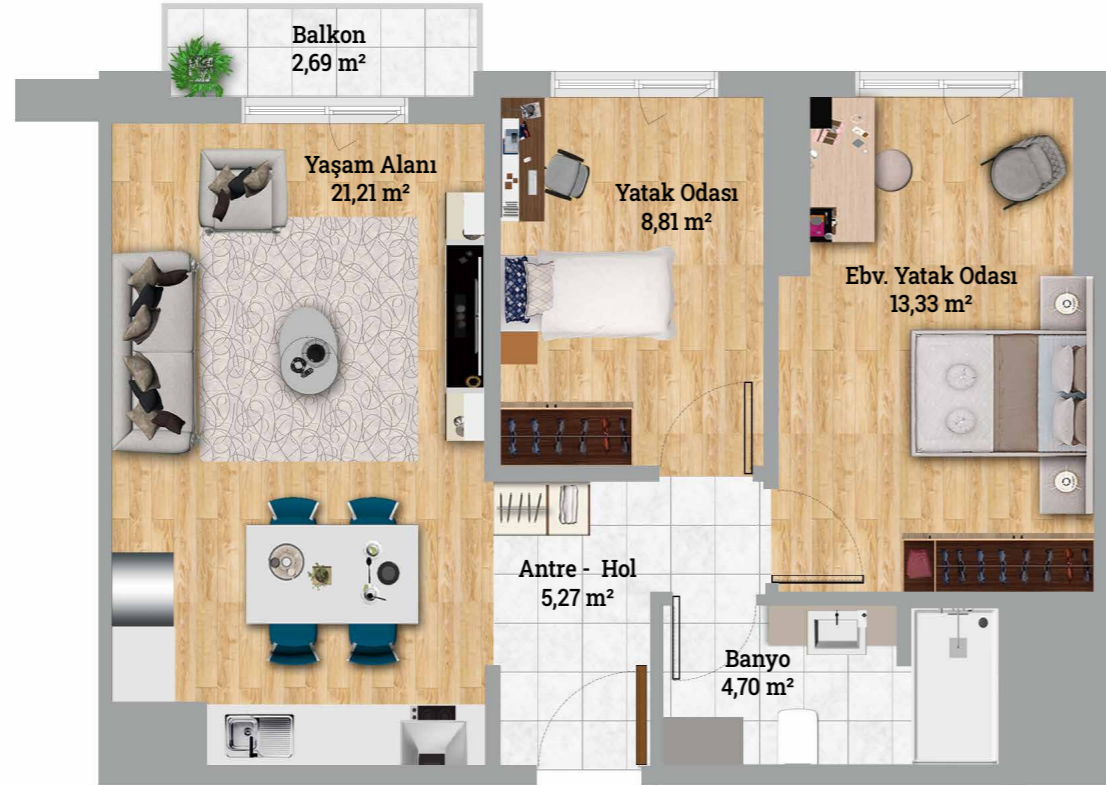 Balkon
2,69 m²
Yaşam Alanı
21,21 m²
Yatak Odası
8,81 m²
Ebv. Yatak Odası
13,33 m²
Antre - Hol
5,27 m²
Banyo
4,70 m²